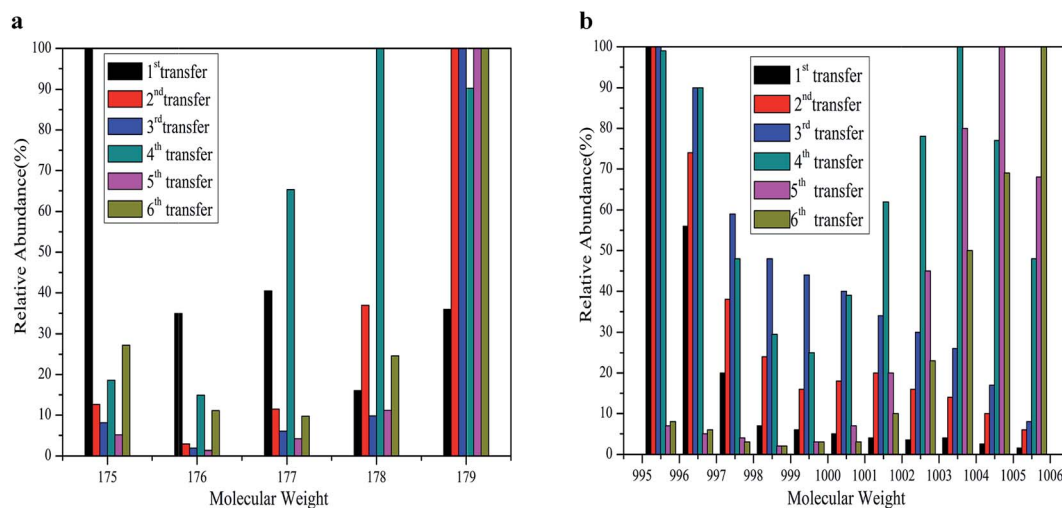 a
100
90
80
70
60
50
40
30
20
10
0
Relative Abundance(%)
1st transfer
2nd transfer
3rd transfer
4th transfer
5th transfer
6th transfer
175 176 177 178 179
Molecular Weight
b
100
90
80
70
60
50
40
30
20
10
0
Relative Abundance(%)
1st transfer
2nd transfer
3rd transfer
4th transfer
5th transfer
6th transfer
995 996 997 998 999 1000 1001 1002 1003 1004 1005 1006
Molecular Weight